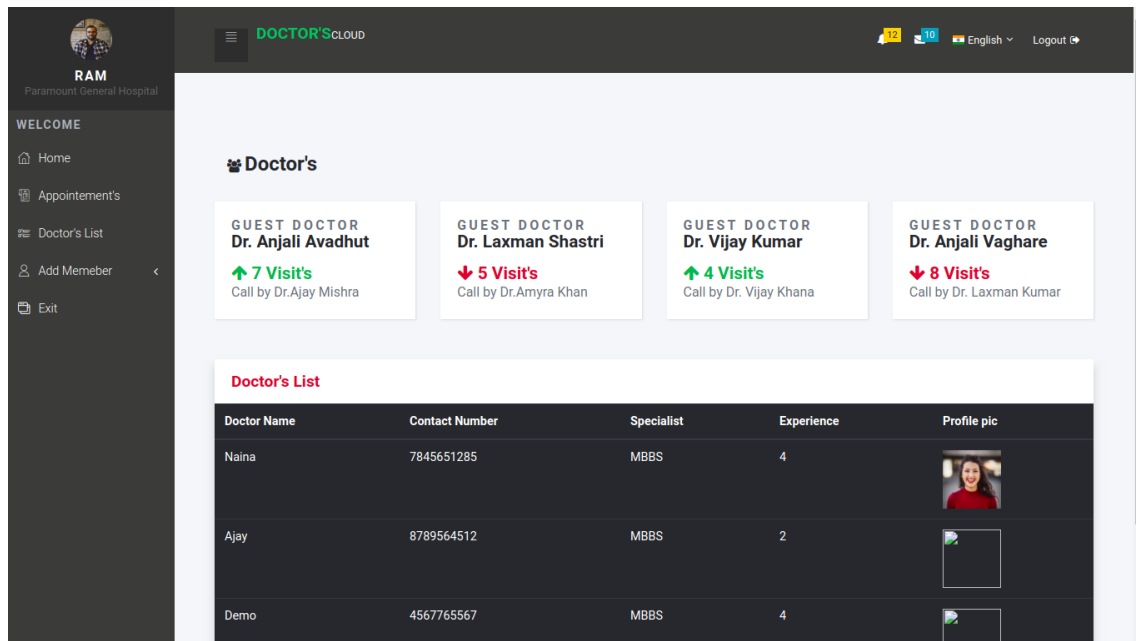 RAM
Paramount General Hospital
WELCOME
Home
Appointement's
Doctor's List
Add Memeber
Exit
DOCTOR'SCLOUD
12
10
English
Logout
Doctor's
GUEST DOCTOR
Dr. Anjali Avadhut
7 Visit's
Call by Dr.Ajay Mishra
GUEST DOCTOR
Dr. Laxman Shastri
5 Visit's
Call by Dr.Amyra Khan
GUEST DOCTOR
Dr. Vijay Kumar
4 Visit's
Call by Dr. Vijay Khana
GUEST DOCTOR
Dr. Anjali Vaghare
8 Visit's
Call by Dr. Laxman Kumar
Doctor's List
Doctor Name Contact Number Specialist Experience Profile pic
Naina 7845651285 MBBS 4
Ajay 8789564512 MBBS 2
Demo 4567765567 MBBS 4